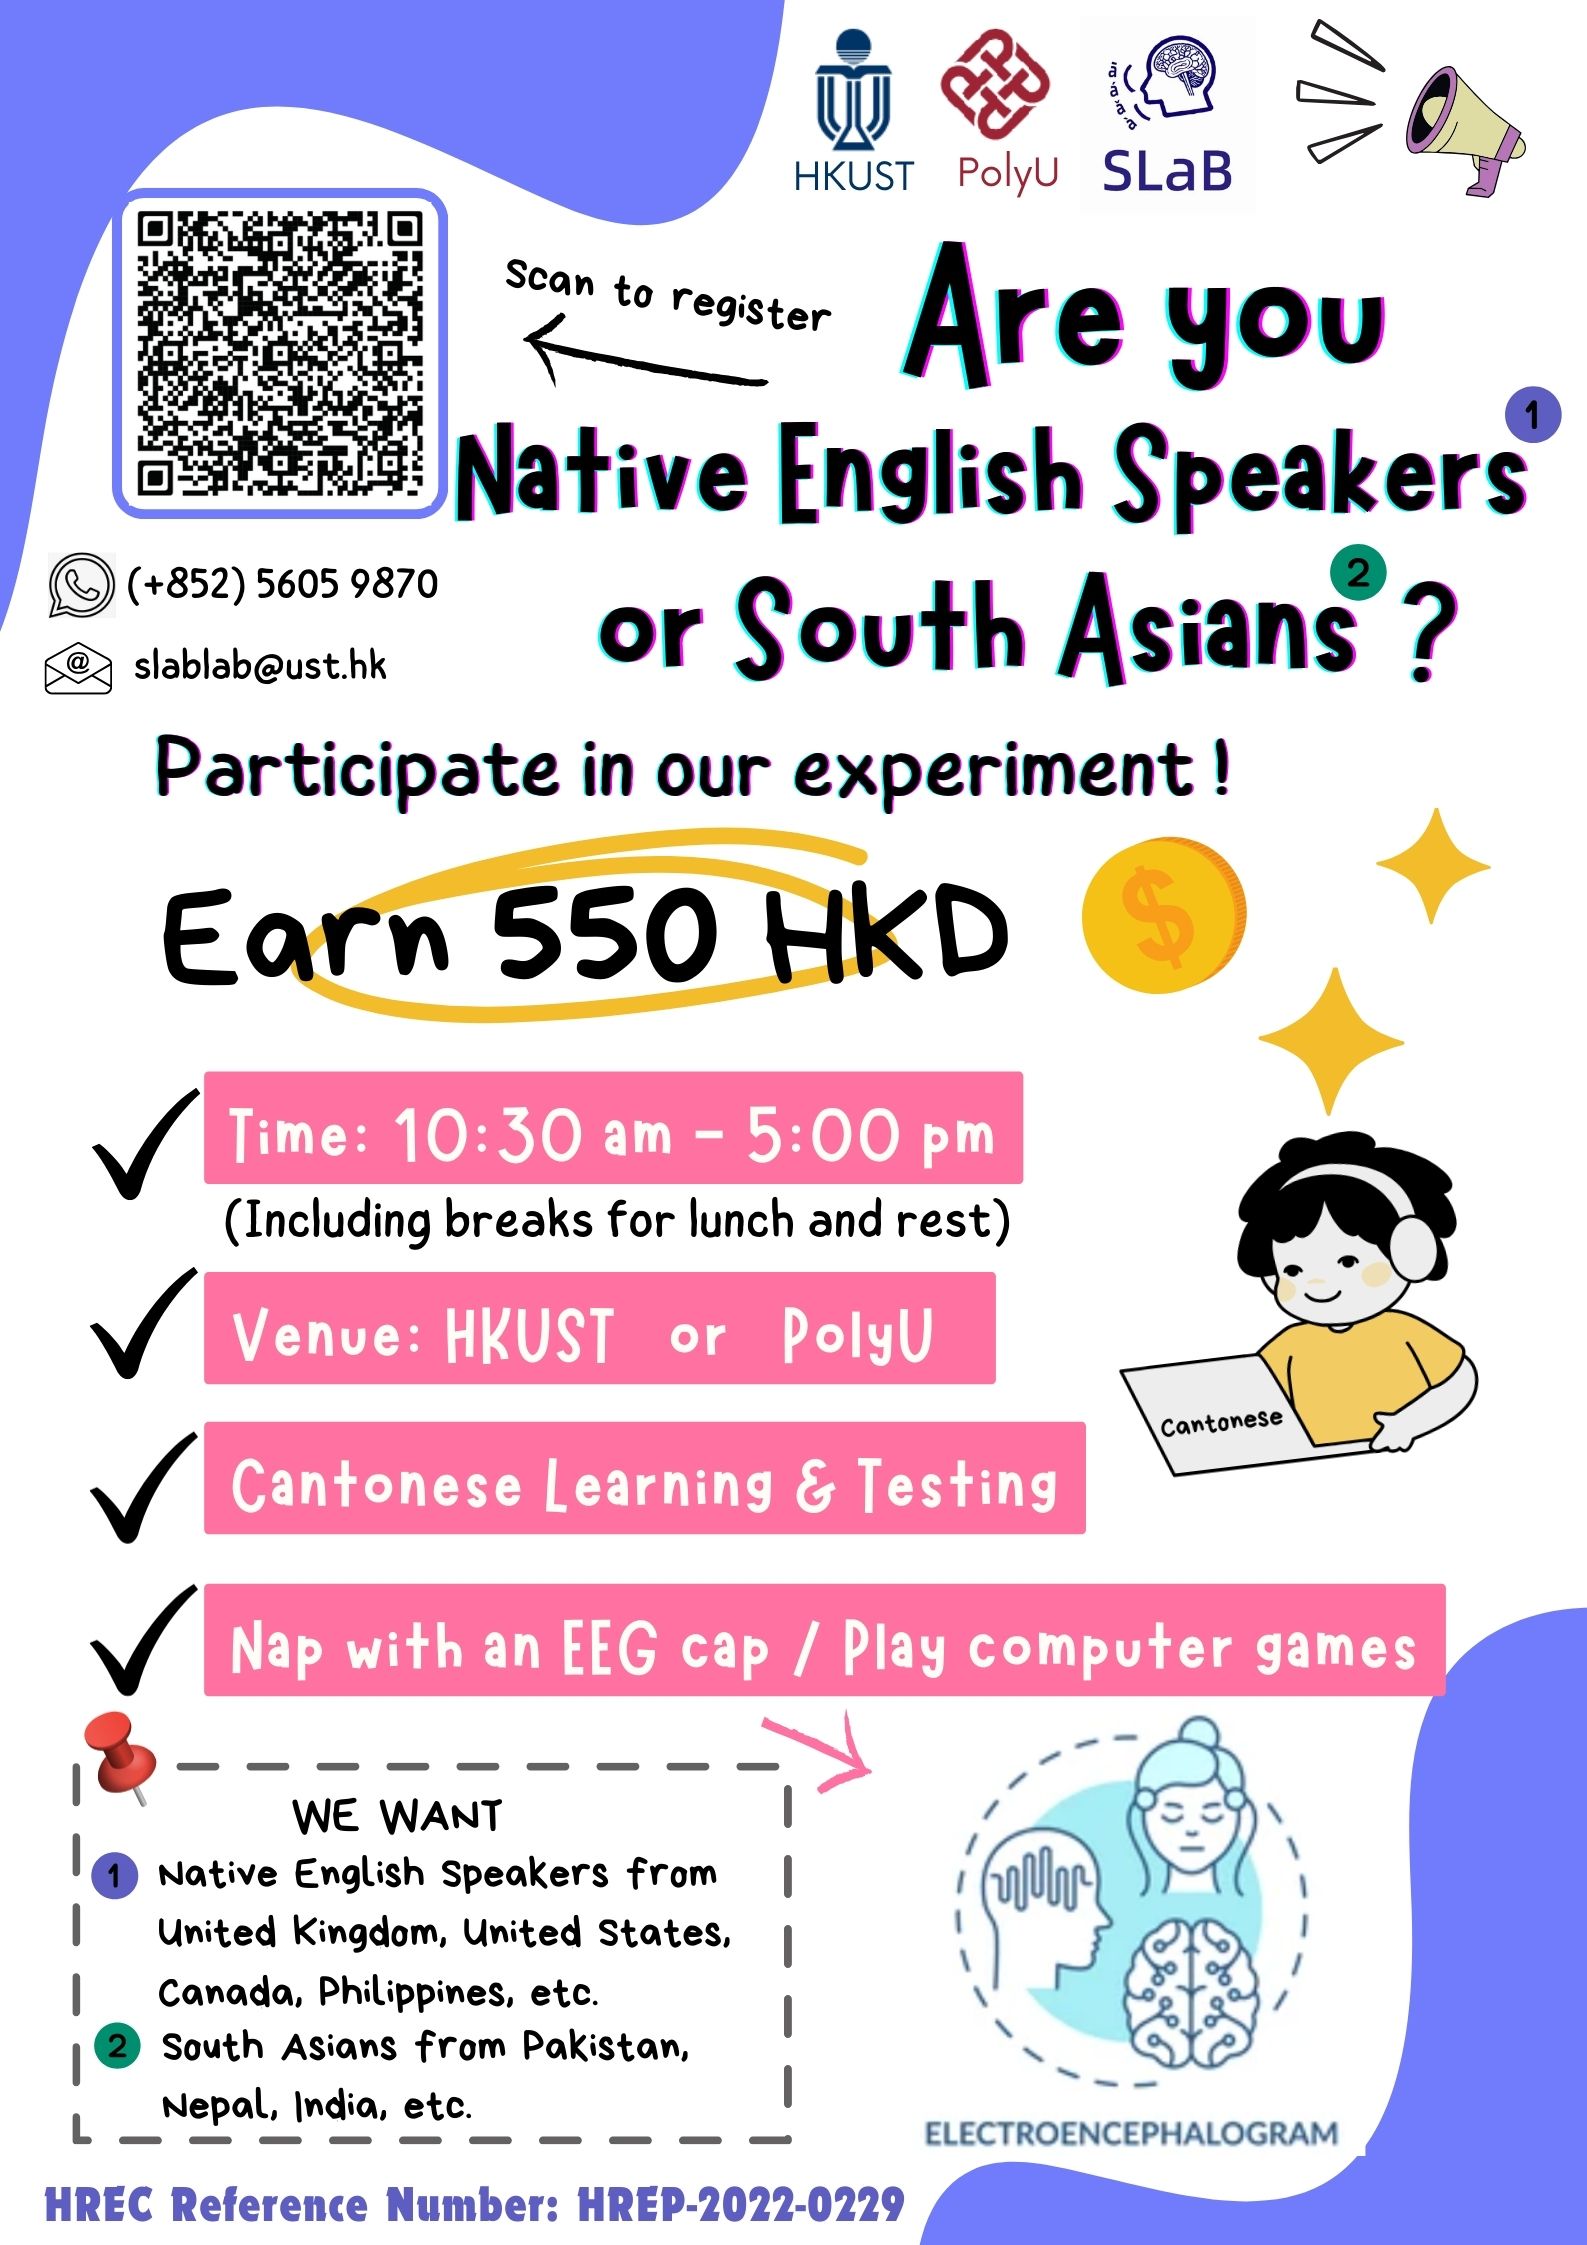 HKUST
PolyU
SLaB
Scan to register
Are you
Native English Speakers 1
or South Asians 2 ?
(+852) 5605 9870
slablab@ust.hk
Participate in our experiment !
Earn 550 HKD
Time: 10:30 am - 5:00 pm
(Including breaks for lunch and rest)
Venue: HKUST or PolyU
Cantonese
Cantonese Learning & Testing
Nap with an EEG cap / Play computer games
WE WANT
1 Native English Speakers from
United Kingdom, United States,
Canada, Philippines, etc.
2 South Asians from Pakistan,
Nepal, India, etc.
ELECTROENCEPHALOGRAM
HREC Reference Number: HREP-2022-0229